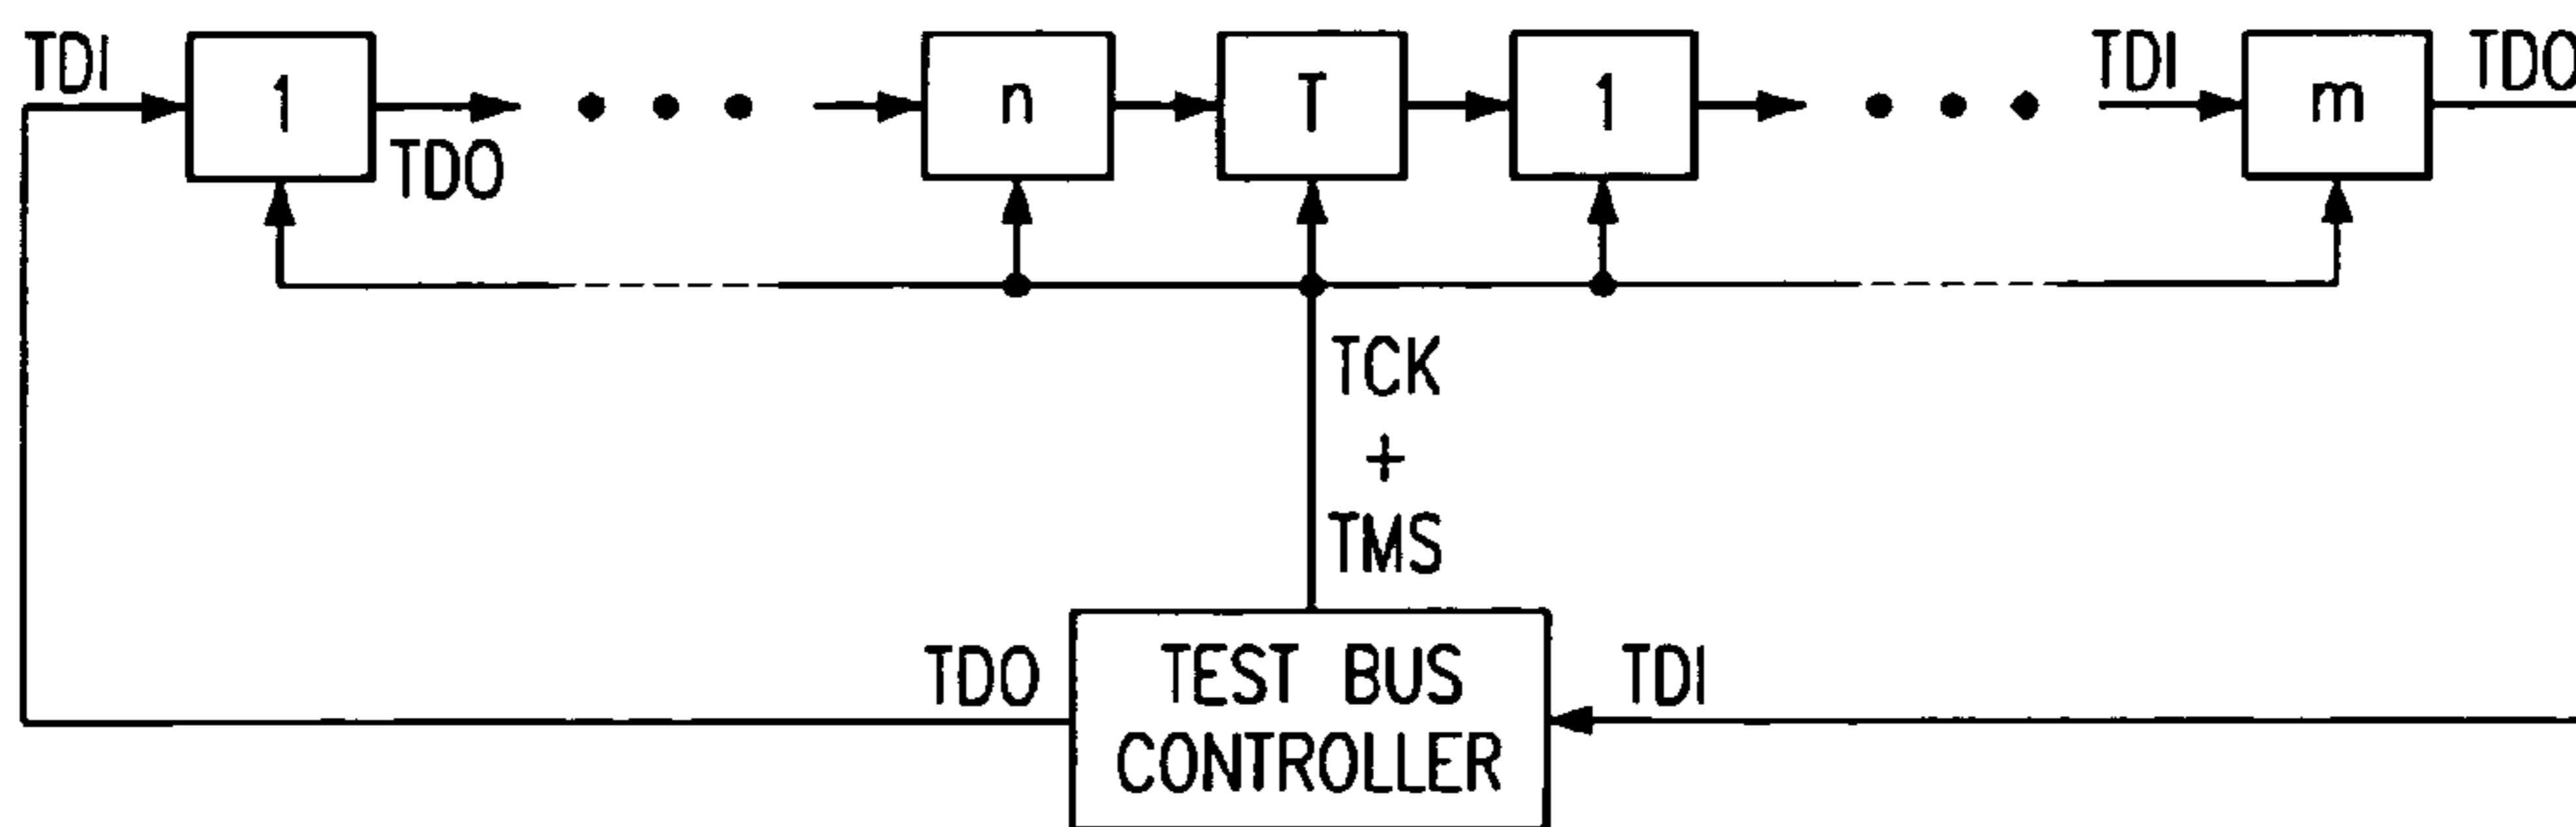 TDI
1
TDO
n
T
1
TDI
m
TDO
TCK
+
TMS
TDO
TEST BUS
CONTROLLER
TDI